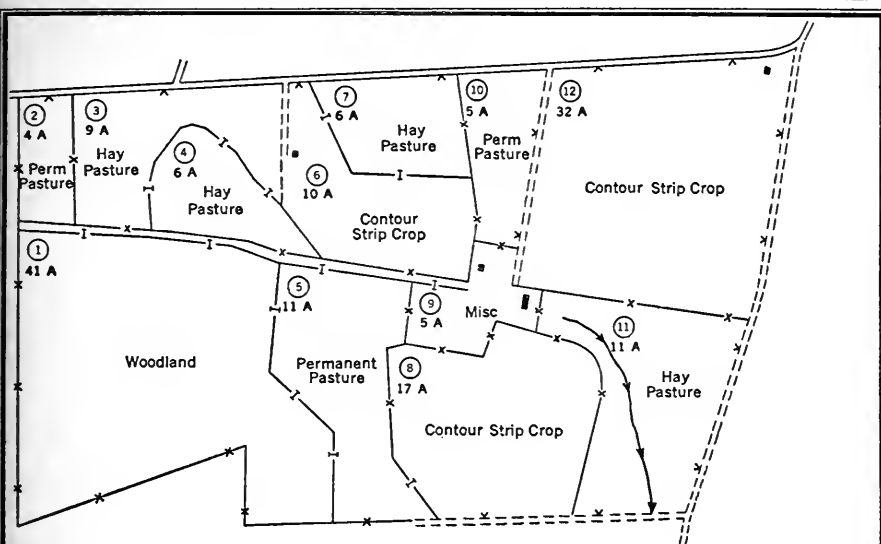 2
4 A
Perm
Pasture
3
9 A
Hay
Pasture
4
6 A
Hay
Pasture
7
6 A
Hay
Pasture
6
10 A
Contour
Strip Crop
10
5 A
Perm
Pasture
12
32 A
Contour Strip Crop
1
41 A
Woodland
5
11 A
Permanent
Pasture
9
5 A
Misc
8
17 A
Contour Strip Crop
11
11 A
Hay
Pasture